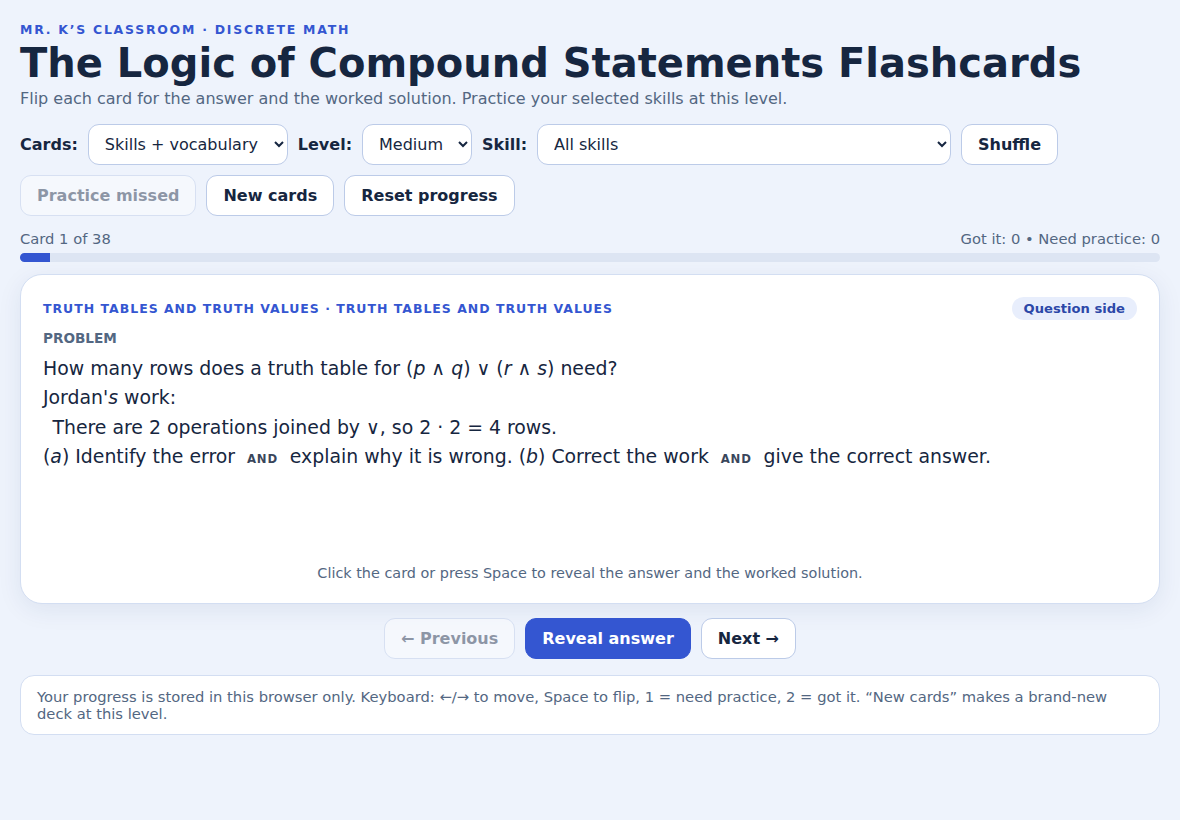 MR. K’S CLASSROOM · DISCRETE MATH
The Logic of Compound Statements Flashcards
Flip each card for the answer and the worked solution. Practice your selected skills at this level.
Cards: Skills + vocabulary Level: Medium Skill: All skills Shuffle
Practice missed New cards Reset progress
Card 1 of 38 Got it: 0 • Need practice: 0
TRUTH TABLES AND TRUTH VALUES · TRUTH TABLES AND TRUTH VALUES Question side
PROBLEM
How many rows does a truth table for (p ∧ q) ∨ (r ∧ s) need?
Jordan's work:
There are 2 operations joined by ∨, so 2 · 2 = 4 rows.
(a) Identify the error AND explain why it is wrong. (b) Correct the work AND give the correct answer.
Click the card or press Space to reveal the answer and the worked solution.
← Previous Reveal answer Next →
Your progress is stored in this browser only. Keyboard: ←/→ to move, Space to flip, 1 = need practice, 2 = got it. “New cards” makes a brand-new
deck at this level.